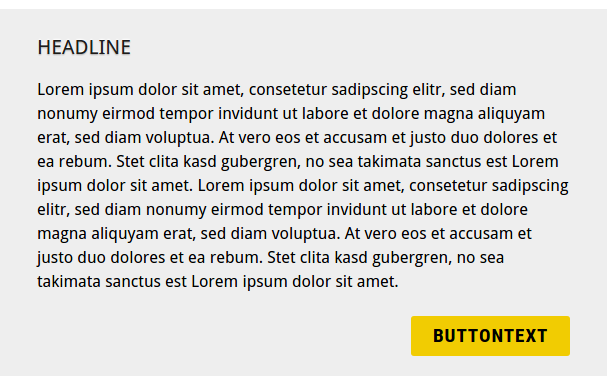 HEADLINE
Lorem ipsum dolor sit amet, consetetur sadipscing elitr, sed diam
nonumy eirmod tempor invidunt ut labore et dolore magna aliquyam
erat, sed diam voluptua. At vero eos et accusam et justo duo dolores et
ea rebum. Stet clita kasd gubergren, no sea takimata sanctus est Lorem
ipsum dolor sit amet. Lorem ipsum dolor sit amet, consetetur sadipscing
elitr, sed diam nonumy eirmod tempor invidunt ut labore et dolore
magna aliquyam erat, sed diam voluptua. At vero eos et accusam et
justo duo dolores et ea rebum. Stet clita kasd gubergren, no sea
takimata sanctus est Lorem ipsum dolor sit amet.
BUTTONTEXT